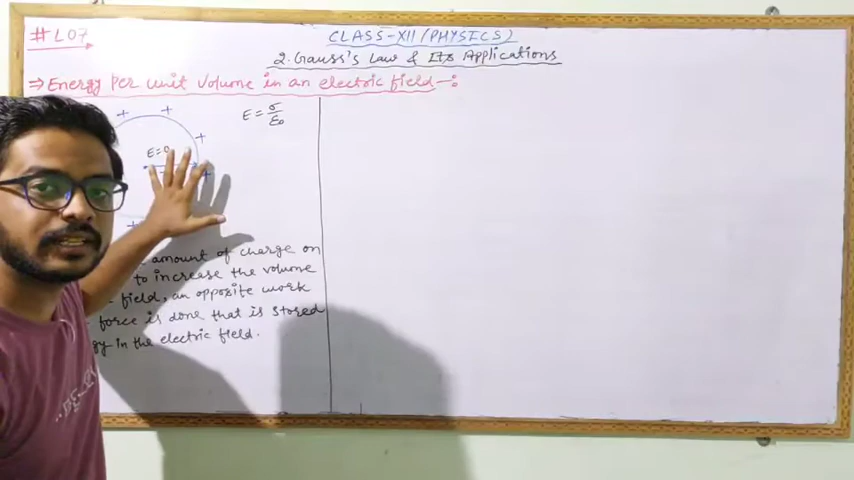 #L07
CLASS-XII (PHYSICS)
2. Gauss's Law & Its Applications
⇒ Energy per unit volume in an electric field -:
+ + + + +
E = σ/ε₀
E=0
amount of charge on
to increase the volume
field, an opposite work
force is done that is stored
gy in the electric field.